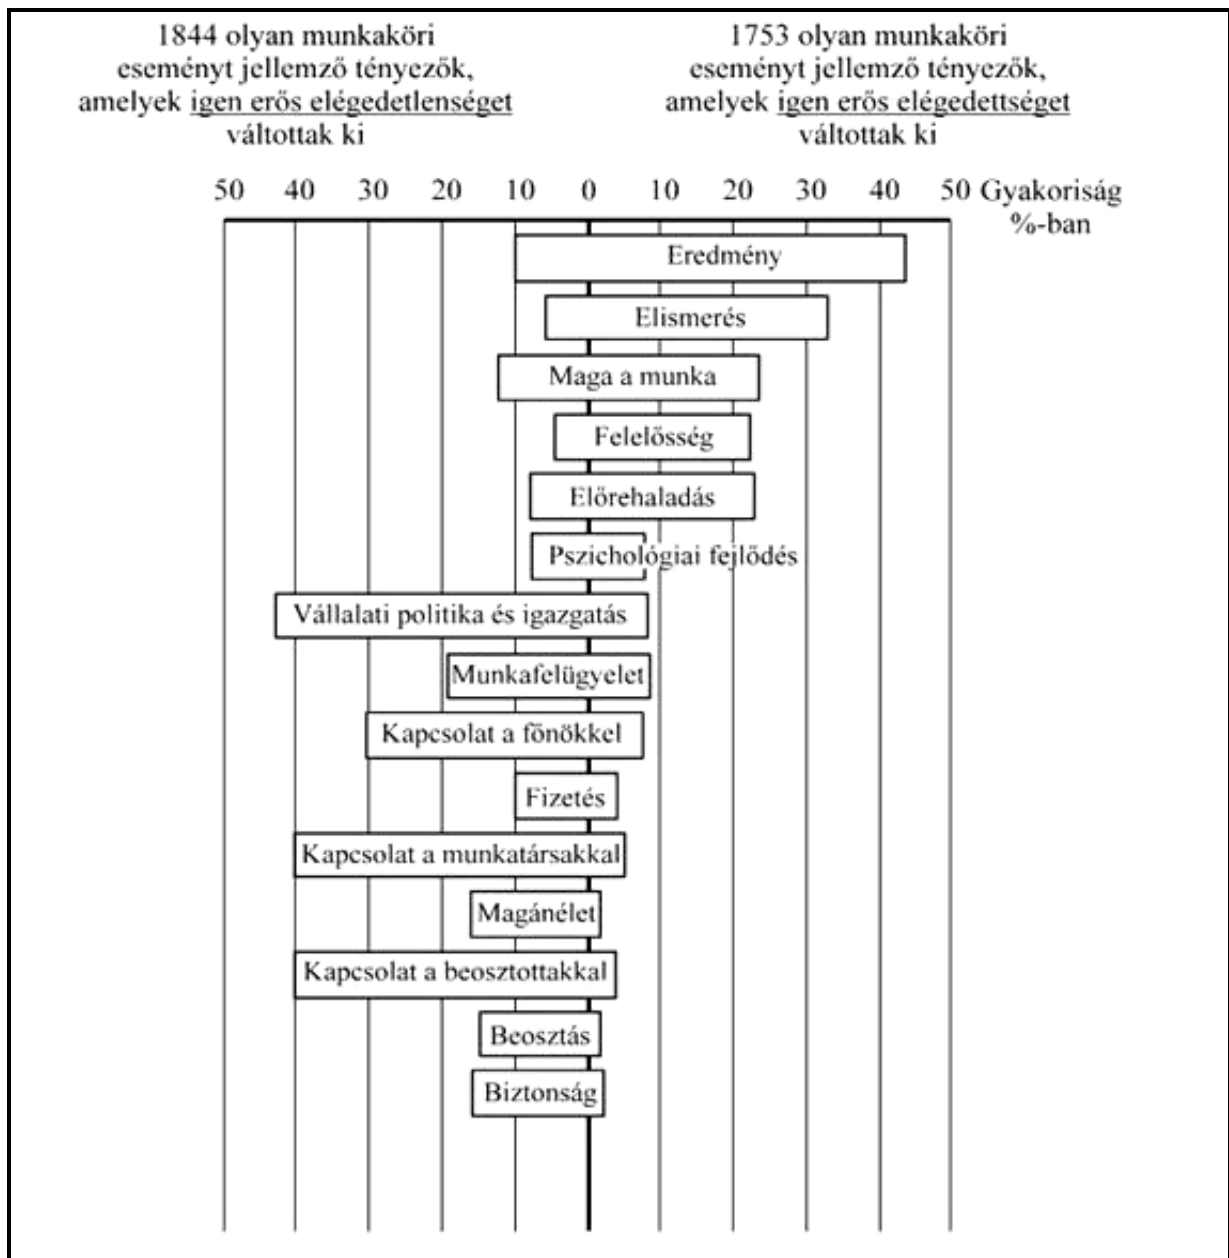 1844 olyan munkaköri
eseményt jellemző tényezők,
amelyek igen erős elégedetlenséget
váltottak ki
1753 olyan munkaköri
eseményt jellemző tényezők,
amelyek igen erős elégedettséget
váltottak ki
50 40 30 20 10 0 10 20 30 40 50 Gyakoriság
%-ban
Eredmény
Elismerés
Maga a munka
Felelősség
Előrehaladás
Pszichológiai fejlődés
Vállalati politika és igazgatás
Munkafelügyelet
Kapcsolat a főnökkel
Fizetés
Kapcsolat a munkatársakkal
Magánélet
Kapcsolat a beosztottakkal
Beosztás
Biztonság